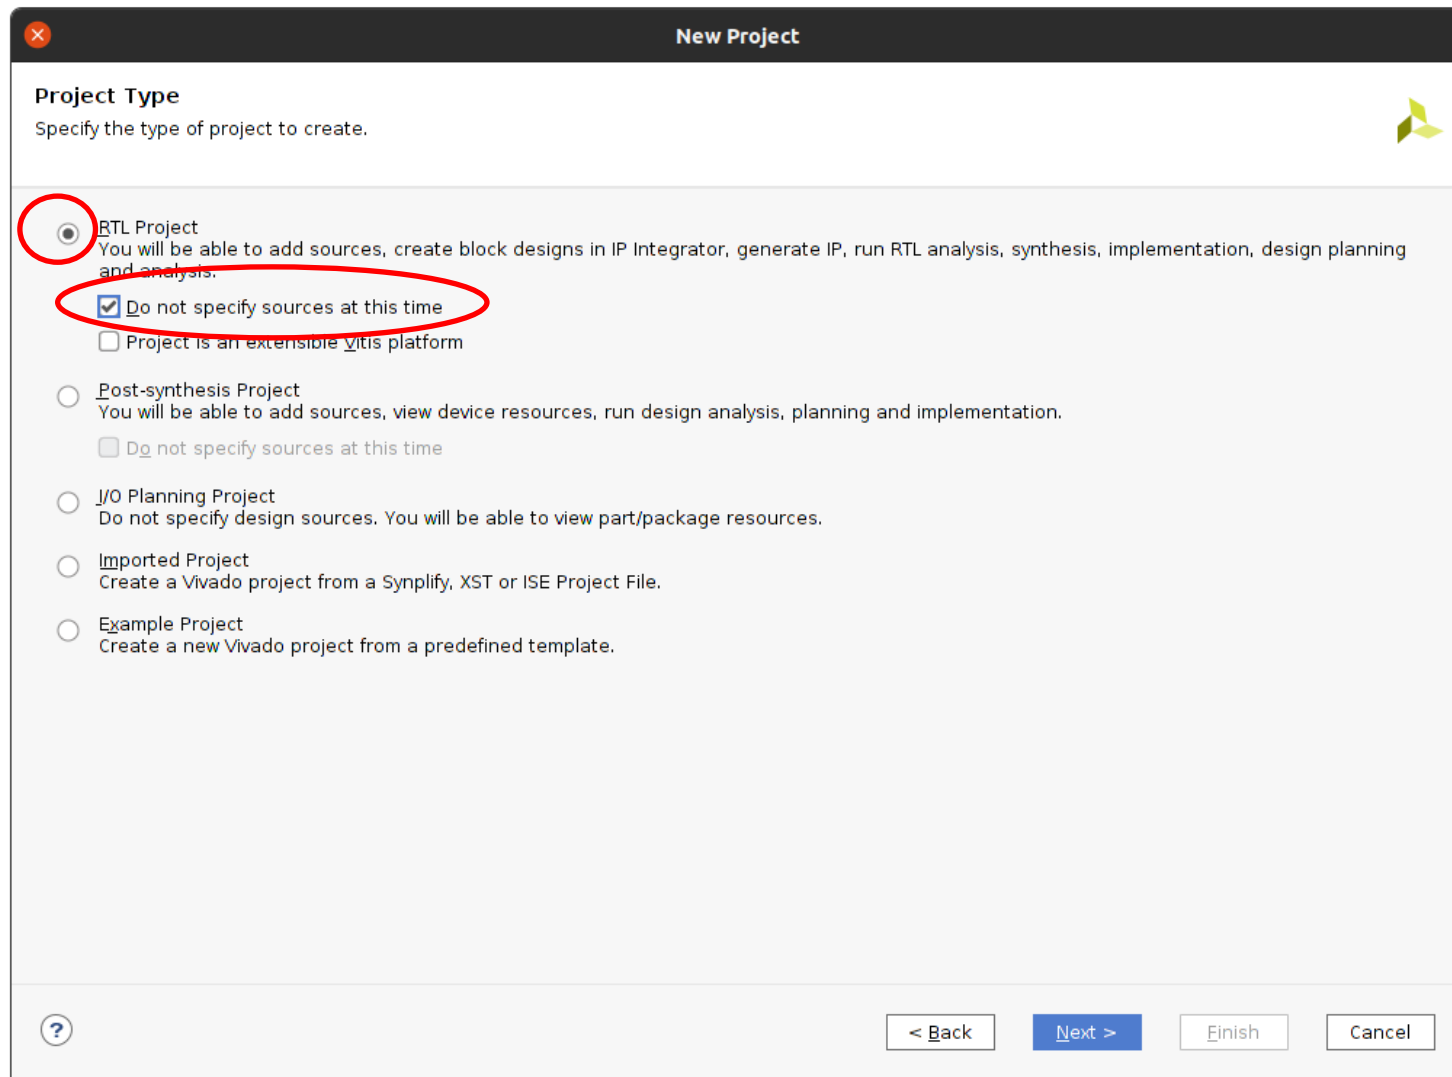 New Project
Project Type
Specify the type of project to create.
RTL Project
You will be able to add sources, create block designs in IP Integrator, generate IP, run RTL analysis, synthesis, implementation, design planning
and analysis.
Do not specify sources at this time
Project is an extensible Vitis platform
Post-synthesis Project
You will be able to add sources, view device resources, run design analysis, planning and implementation.
Do not specify sources at this time
I/O Planning Project
Do not specify design sources. You will be able to view part/package resources.
Imported Project
Create a Vivado project from a Synplify, XST or ISE Project File.
Example Project
Create a new Vivado project from a predefined template.
? < Back Next > Finish Cancel